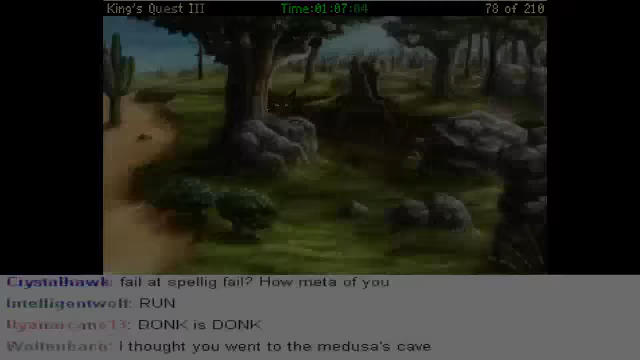 King's Quest III Time:01:07:04 78 of 210
Crystalhawk: fail at spellig fail? How meta of you
Intelligentwolf: RUN
BONK is DONK
I thought you went to the medusa's cave